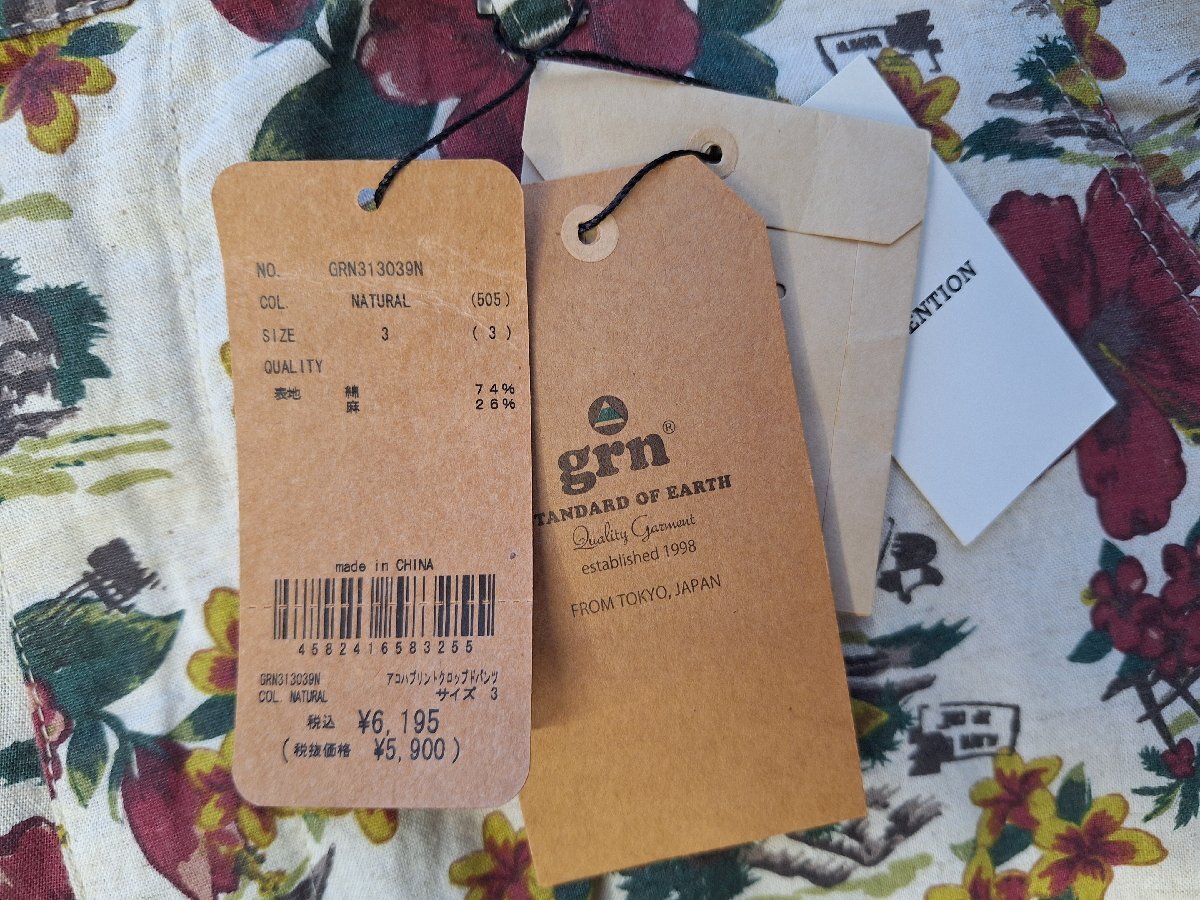 NO. GRN313039N
COL. NATURAL (505)
SIZE 3 (3)
QUALITY
表地 綿 74%
麻 26%
made in CHINA
4582416583255
GRN313039N アロハプリントクロップドパンツ
COL. NATURAL サイズ 3
税込 ¥6,195
(税抜価格 ¥5,900)
grn®
TANDARD OF EARTH
Quality Garment
established 1998
FROM TOKYO, JAPAN
ENTION